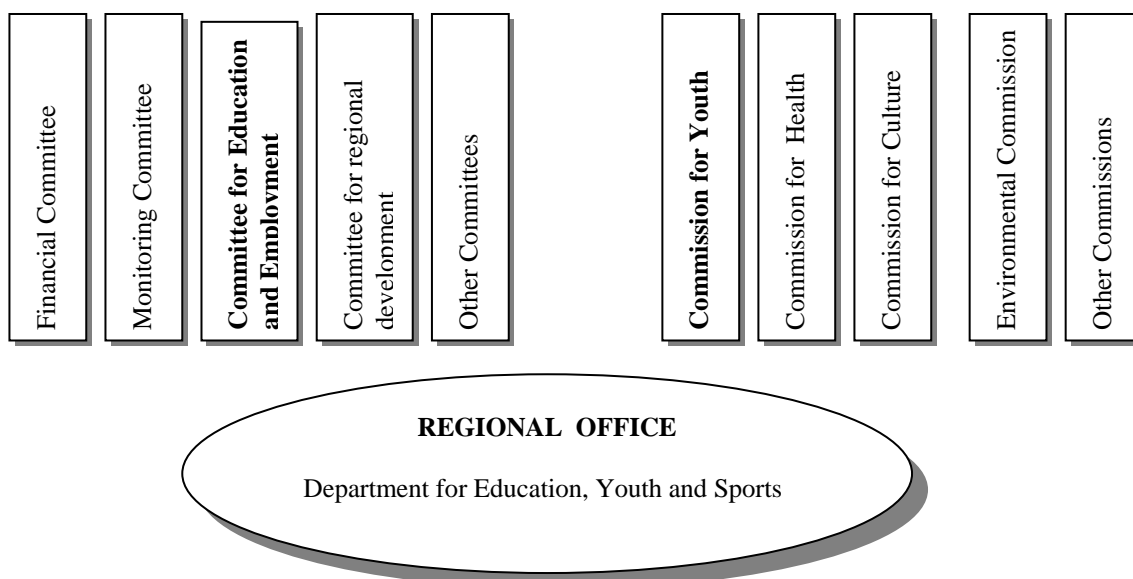 Financial Committee
Monitoring Committee
Committee for Education
and Employment
Committee for regional
development
Other Committees
Commission for Youth
Commission for Health
Commission for Culture
Environmental Commission
Other Commissions
REGIONAL OFFICE
Department for Education, Youth and Sports